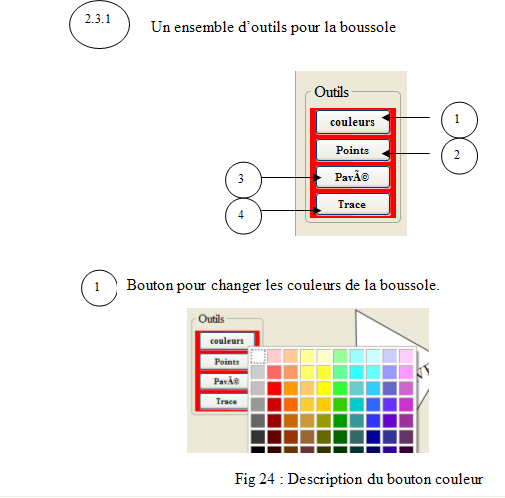 2.3.1
Un ensemble d’outils pour la boussole
Outils
couleurs
1
Points
2
3
PavÃ©
4
Trace
1
Bouton pour changer les couleurs de la boussole.
Outils
couleurs
Points
PavÃ©
Trace
Fig 24 : Description du bouton couleur